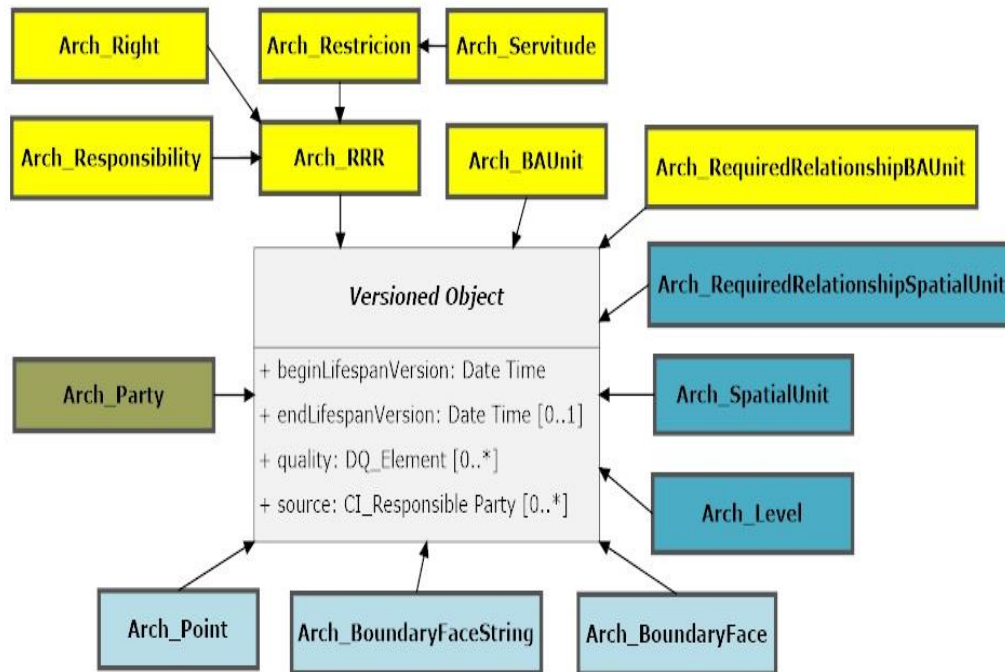 Arch_Right
Arch_Restricion
Arch_Servitude
Arch_Responsibility
Arch_RRR
Arch_BAUnit
Arch_RequiredRelationshipBAUnit
Versioned Object
Arch_RequiredRelationshipSpatialUnit
+ beginLifespanVersion: Date Time
+ endLifespanVersion: Date Time [0..1]
+ quality: DQ_Element [0..*]
+ source: CI_Responsible Party [0..*]
Arch_Party
Arch_SpatialUnit
Arch_Level
Arch_Point
Arch_BoundaryFaceString
Arch_BoundaryFace